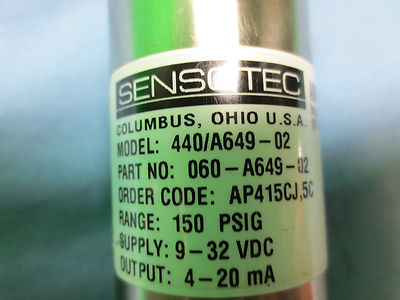 SENSOTEC
COLUMBUS, OHIO U.S.A.
MODEL: 440/A649-02
PART NO: 060-A649-02
ORDER CODE: AP415CJ,5C
RANGE: 150 PSIG
SUPPLY: 9-32 VDC
OUTPUT: 4-20 mA